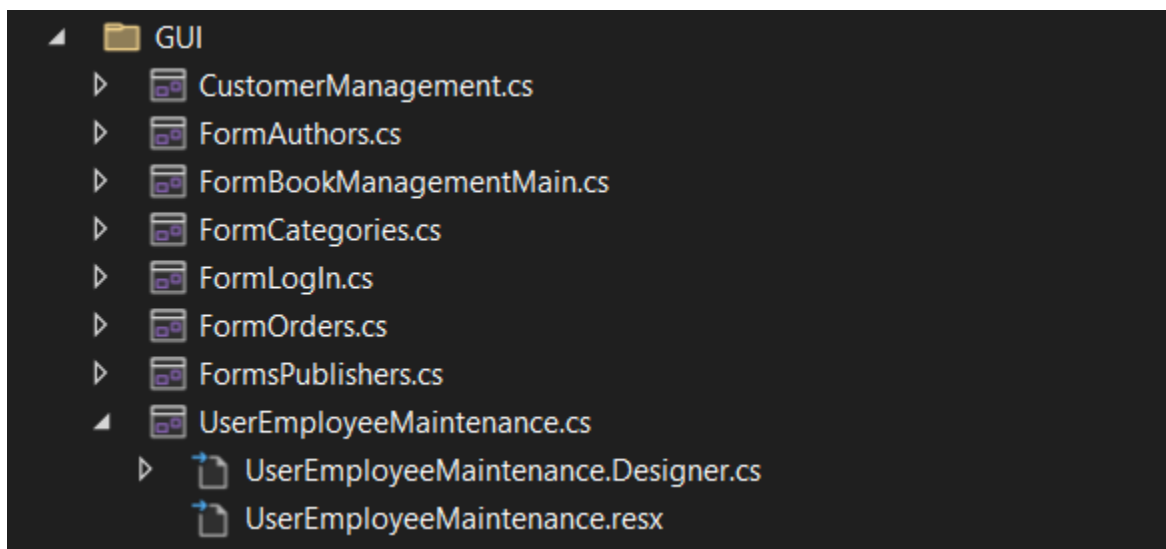 GUI
CustomerManagement.cs
FormAuthors.cs
FormBookManagementMain.cs
FormCategories.cs
FormLogIn.cs
FormOrders.cs
FormsPublishers.cs
UserEmployeeMaintenance.cs
UserEmployeeMaintenance.Designer.cs
UserEmployeeMaintenance.resx